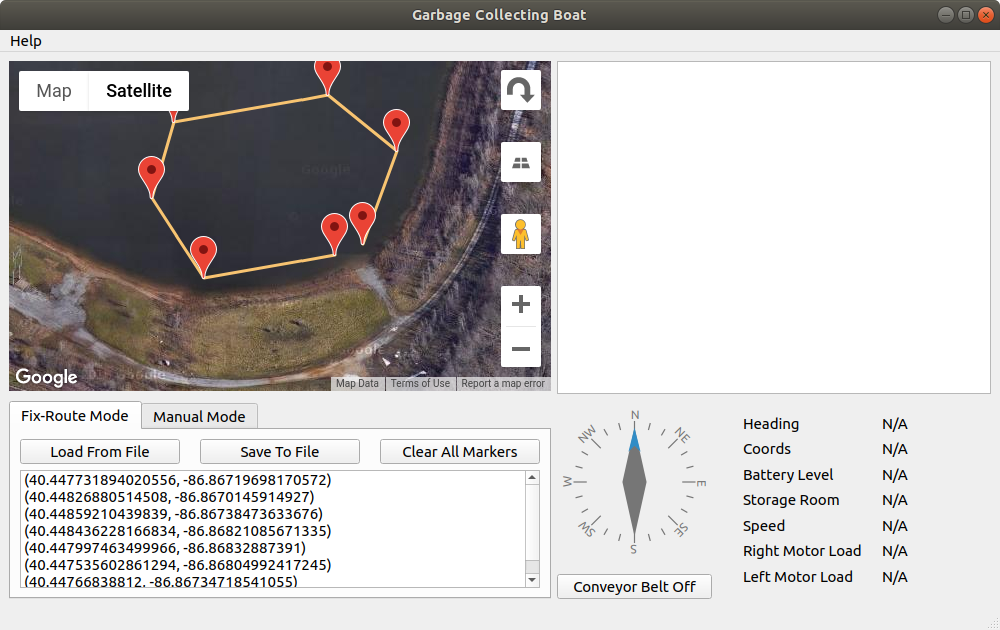 Garbage Collecting Boat
Help
Map Satellite
Google
Google
Map Data Terms of Use Report a map error
Fix-Route Mode Manual Mode
Load From File Save To File Clear All Markers
(40.447731894020556, -86.86719698170572)
(40.44826880514508, -86.8670145914927)
(40.44859210439839, -86.86738473633676)
(40.448436228166834, -86.86821085671335)
(40.447997463499966, -86.86832887391)
(40.447535602861294, -86.86804992417245)
(40.44766838812, -86.86734718541055)
N
NE
E
SE
S
SW
W
NW
Conveyor Belt Off
Heading N/A
Coords N/A
Battery Level N/A
Storage Room N/A
Speed N/A
Right Motor Load N/A
Left Motor Load N/A